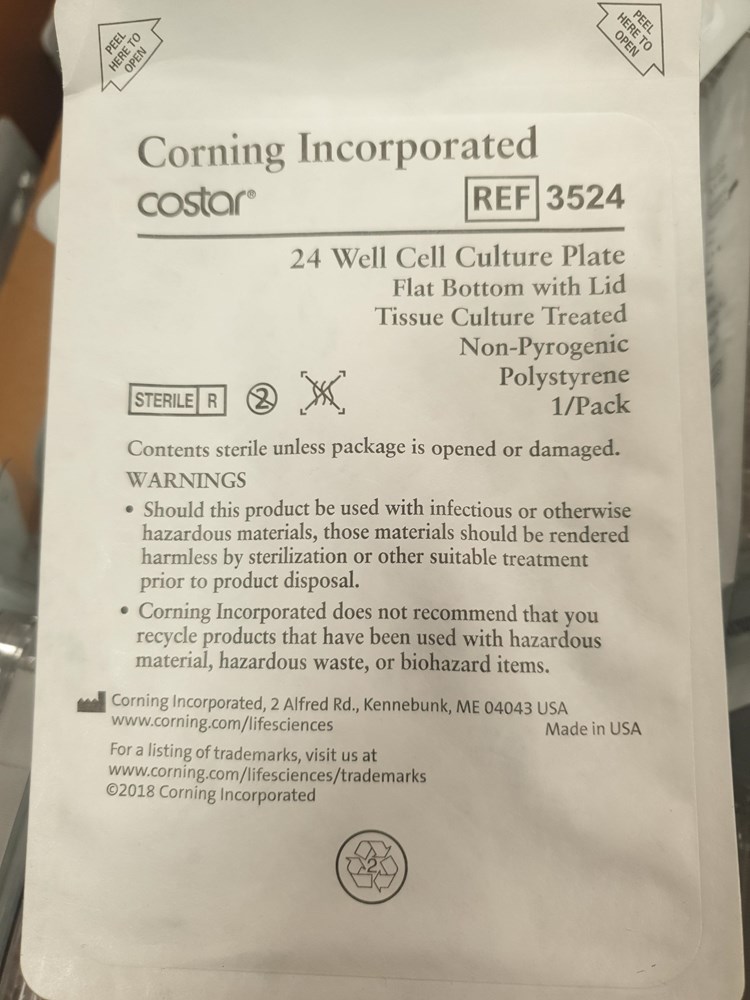 PEEL
HERE TO
OPEN
PEEL
HERE TO
OPEN
Corning Incorporated
costar®
REF 3524
24 Well Cell Culture Plate
Flat Bottom with Lid
Tissue Culture Treated
Non-Pyrogenic
Polystyrene
STERILE R 2
1/Pack
Contents sterile unless package is opened or damaged.
WARNINGS
• Should this product be used with infectious or otherwise
hazardous materials, those materials should be rendered
harmless by sterilization or other suitable treatment
prior to product disposal.
• Corning Incorporated does not recommend that you
recycle products that have been used with hazardous
material, hazardous waste, or biohazard items.
Corning Incorporated, 2 Alfred Rd., Kennebunk, ME 04043 USA
www.corning.com/lifesciences
Made in USA
For a listing of trademarks, visit us at
www.corning.com/lifesciences/trademarks
©2018 Corning Incorporated
2